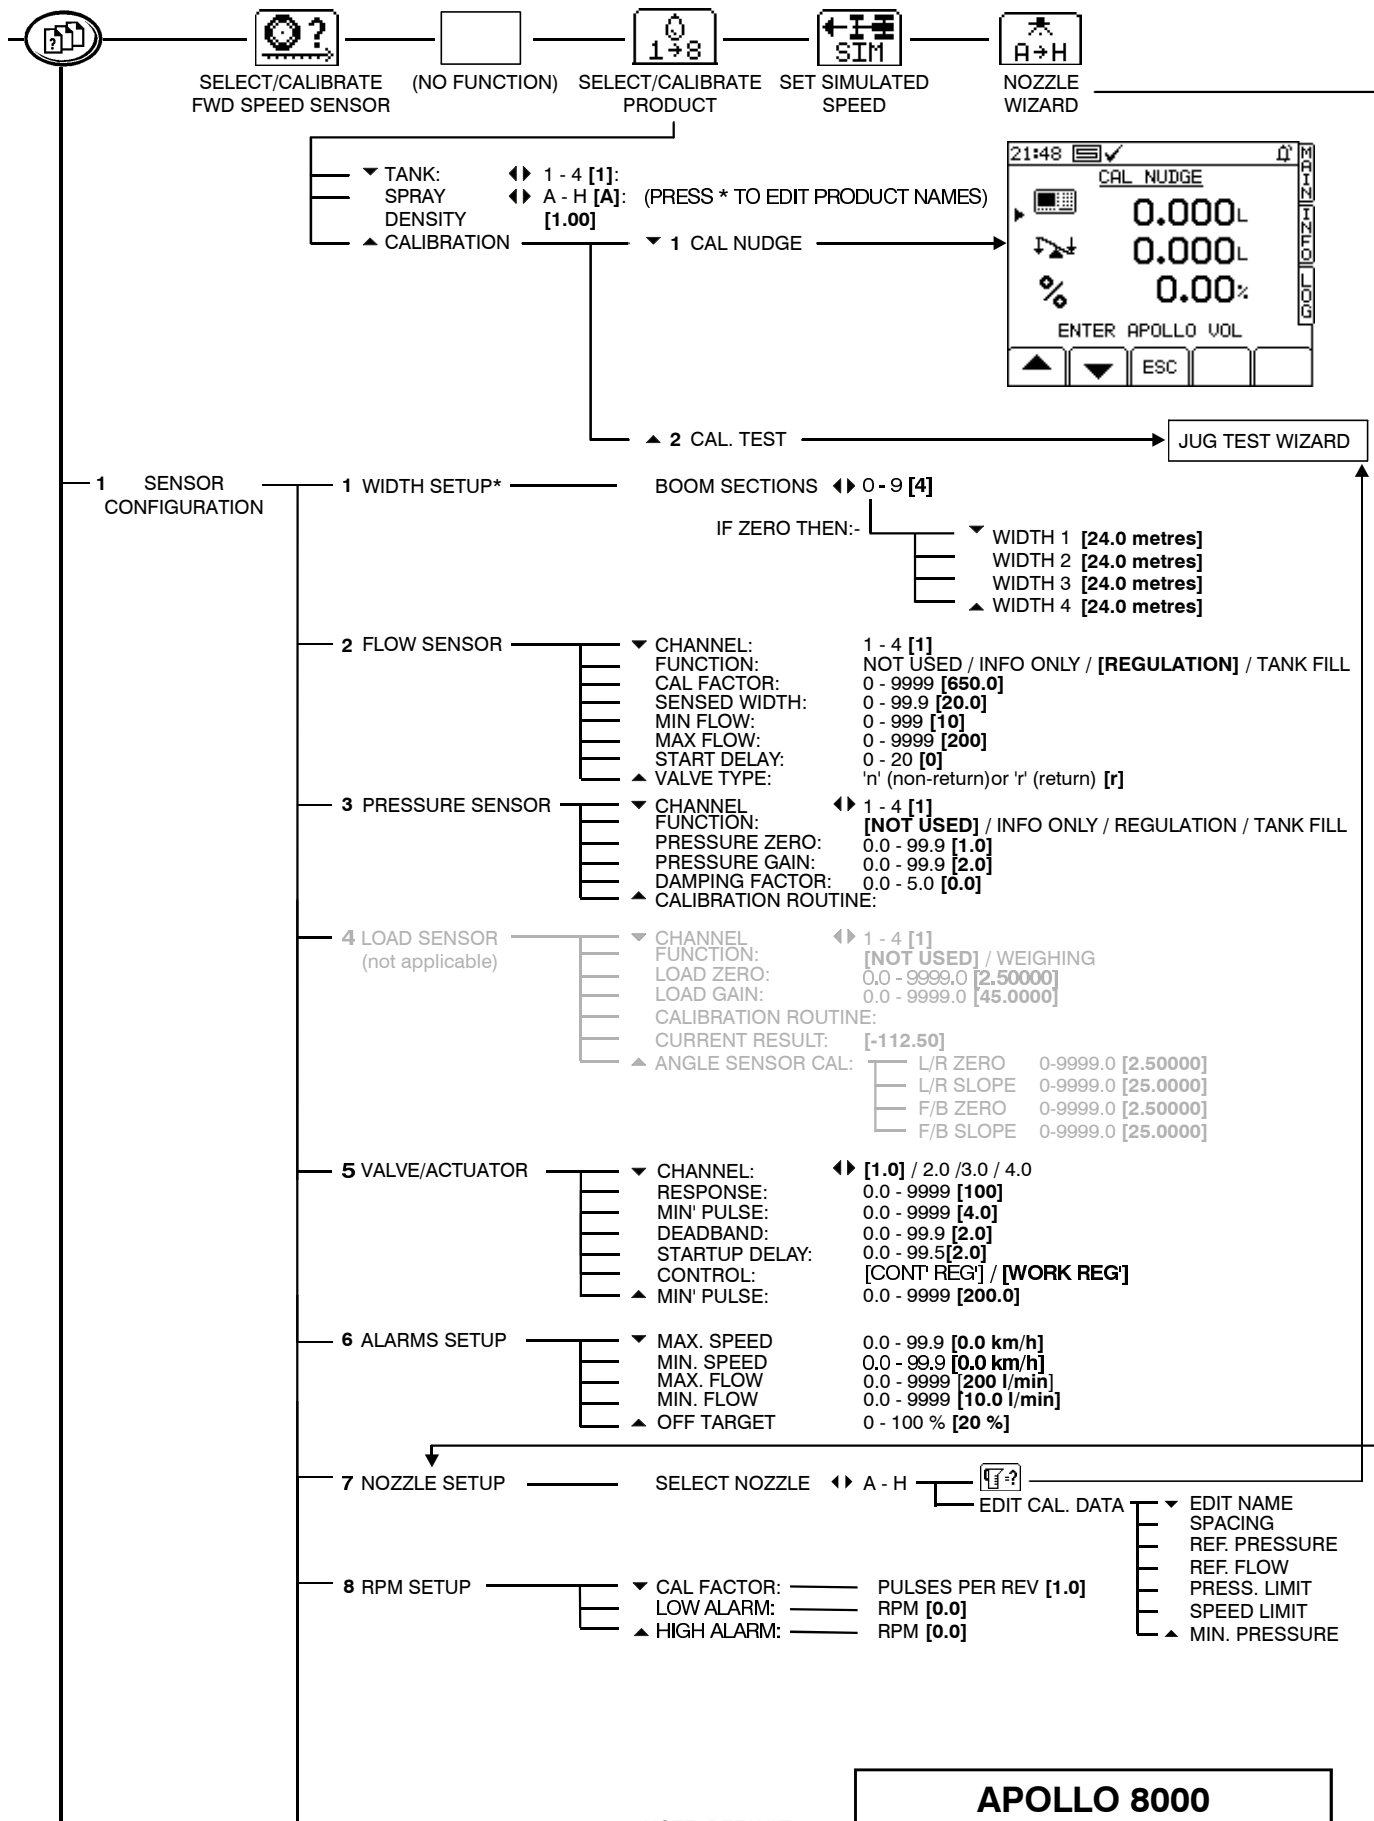 ?
1→8
SIM
A→H
SELECT/CALIBRATE
FWD SPEED SENSOR
(NO FUNCTION)
SELECT/CALIBRATE
PRODUCT
SET SIMULATED
SPEED
NOZZLE
WIZARD
TANK: 1 - 4 [1]:
SPRAY A - H [A]: (PRESS * TO EDIT PRODUCT NAMES)
DENSITY [1.00]
CALIBRATION
1 CAL NUDGE
21:48
CAL NUDGE
0.000L
0.000L
% 0.00%
ENTER APOLLO VOL
ESC
MAIN
INFO
LOG
2 CAL. TEST
JUG TEST WIZARD
1 SENSOR
CONFIGURATION
1 WIDTH SETUP* BOOM SECTIONS 0 - 9 [4]
IF ZERO THEN:-
WIDTH 1 [24.0 metres]
WIDTH 2 [24.0 metres]
WIDTH 3 [24.0 metres]
WIDTH 4 [24.0 metres]
2 FLOW SENSOR
CHANNEL: 1 - 4 [1]
FUNCTION: NOT USED / INFO ONLY / [REGULATION] / TANK FILL
CAL FACTOR: 0 - 9999 [650.0]
SENSED WIDTH: 0 - 99.9 [20.0]
MIN FLOW: 0 - 999 [10]
MAX FLOW: 0 - 9999 [200]
START DELAY: 0 - 20 [0]
VALVE TYPE: 'n' (non-return)or 'r' (return) [r]
3 PRESSURE SENSOR
CHANNEL 1 - 4 [1]
FUNCTION: [NOT USED] / INFO ONLY / REGULATION / TANK FILL
PRESSURE ZERO: 0.0 - 99.9 [1.0]
PRESSURE GAIN: 0.0 - 99.9 [2.0]
DAMPING FACTOR: 0.0 - 5.0 [0.0]
CALIBRATION ROUTINE:
4 LOAD SENSOR
(not applicable)
CHANNEL 1 - 4 [1]
FUNCTION: [NOT USED] / WEIGHING
LOAD ZERO: 0.0 - 9999.0 [2.50000]
LOAD GAIN: 0.0 - 9999.0 [45.0000]
CALIBRATION ROUTINE:
CURRENT RESULT: [-112.50]
ANGLE SENSOR CAL:
L/R ZERO 0-9999.0 [2.50000]
L/R SLOPE 0-9999.0 [25.0000]
F/B ZERO 0-9999.0 [2.50000]
F/B SLOPE 0-9999.0 [25.0000]
5 VALVE/ACTUATOR
CHANNEL: [1.0] / 2.0 /3.0 / 4.0
RESPONSE: 0.0 - 9999 [100]
MIN' PULSE: 0.0 - 9999 [4.0]
DEADBAND: 0.0 - 99.9 [2.0]
STARTUP DELAY: 0.0 - 99.5[2.0]
CONTROL: [CONT' REG'] / [WORK REG']
MIN' PULSE: 0.0 - 9999 [200.0]
6 ALARMS SETUP
MAX. SPEED 0.0 - 99.9 [0.0 km/h]
MIN. SPEED 0.0 - 99.9 [0.0 km/h]
MAX. FLOW 0.0 - 9999 [200 l/min]
MIN. FLOW 0.0 - 9999 [10.0 l/min]
OFF TARGET 0 - 100 % [20 %]
7 NOZZLE SETUP SELECT NOZZLE A - H
EDIT CAL. DATA
EDIT NAME
SPACING
REF. PRESSURE
REF. FLOW
PRESS. LIMIT
SPEED LIMIT
MIN. PRESSURE
8 RPM SETUP
CAL FACTOR: PULSES PER REV [1.0]
LOW ALARM: RPM [0.0]
HIGH ALARM: RPM [0.0]
APOLLO 8000